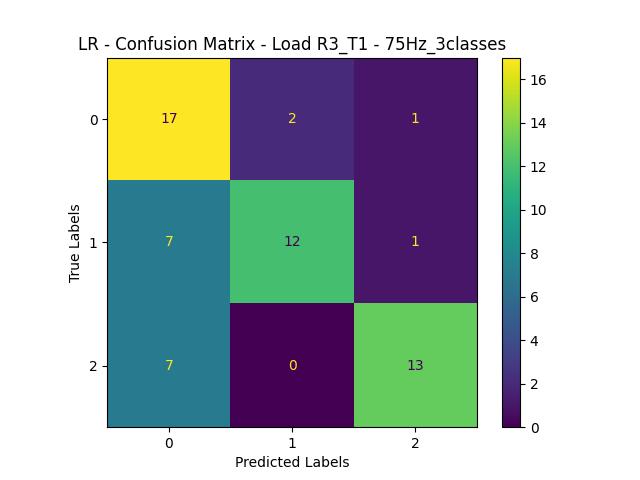 LR - Confusion Matrix - Load R3_T1 - 75Hz_3classes
17 2 1
7 12 1
7 0 13
0
1
2
True Labels
0 1 2
Predicted Labels
16
14
12
10
8
6
4
2
0